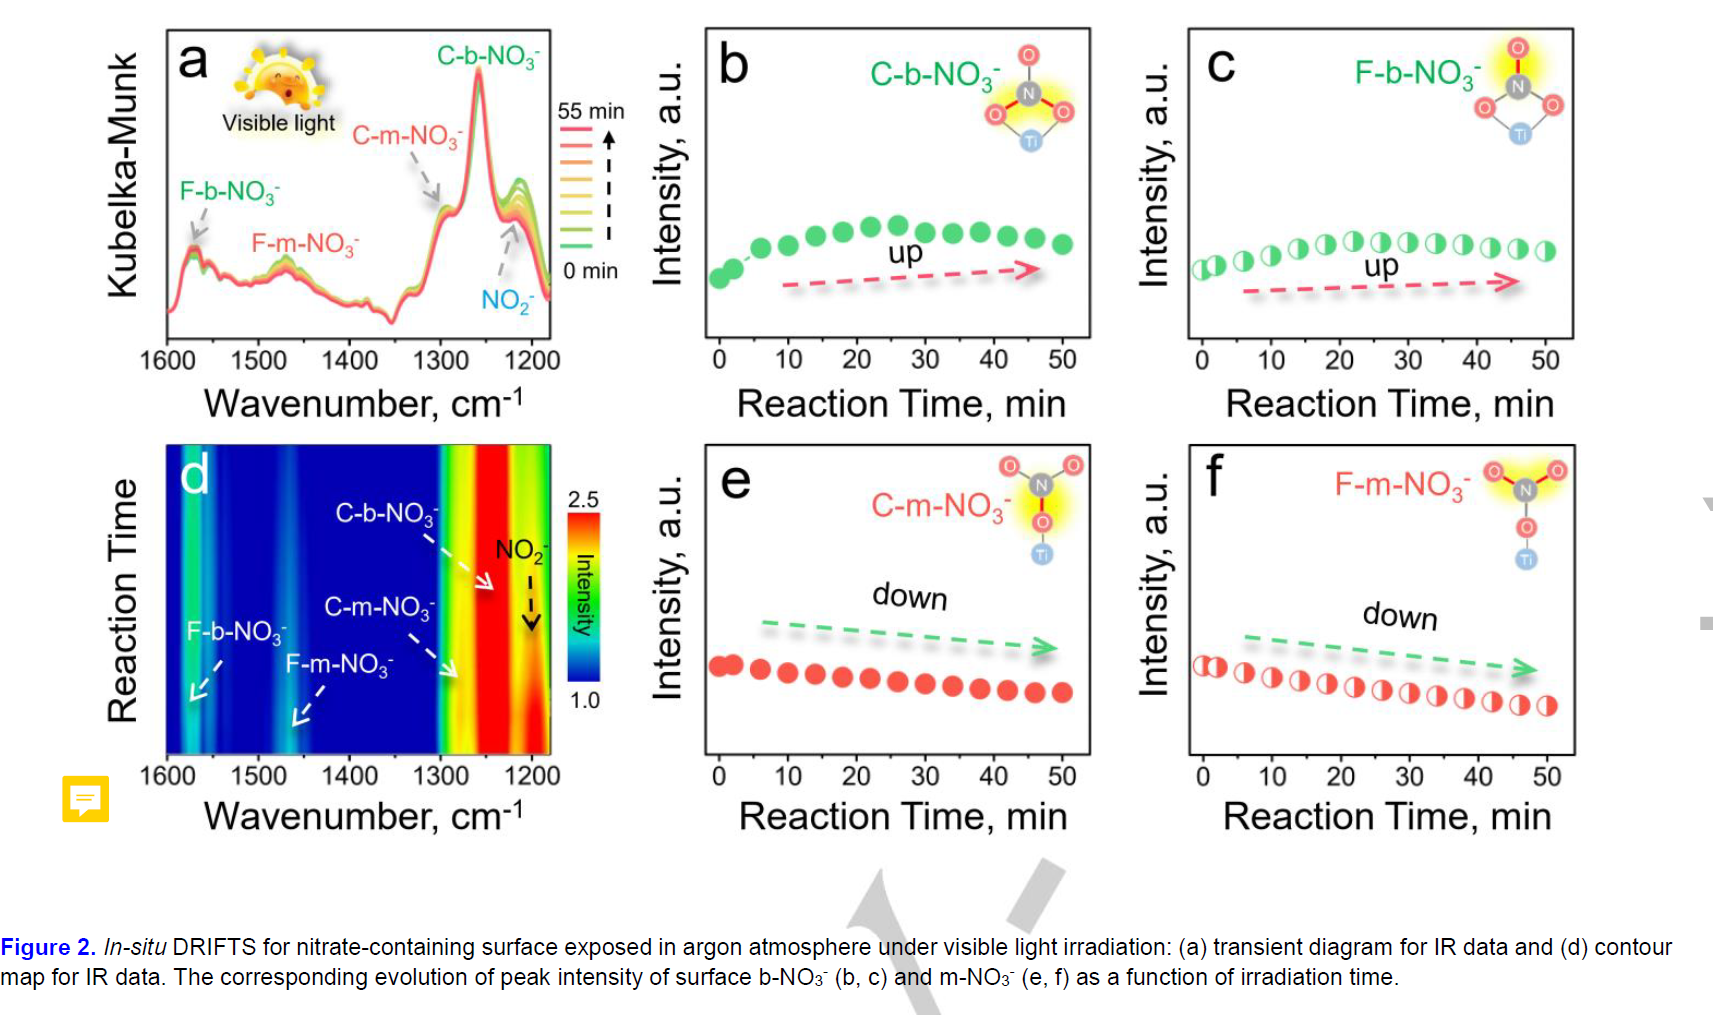 a
Visible light
C-b-NO₃⁻
C-m-NO₃⁻
F-b-NO₃⁻
F-m-NO₃⁻
NO₂⁻
55 min
0 min
Kubelka-Munk
1600 1500 1400 1300 1200
Wavenumber, cm⁻¹
b
C-b-NO₃⁻
O
N
O O
Ti
up
Intensity, a.u.
0 10 20 30 40 50
Reaction Time, min
c
F-b-NO₃⁻
O
N
O O
Ti
up
Intensity, a.u.
0 10 20 30 40 50
Reaction Time, min
d
C-b-NO₃⁻
NO₂⁻
C-m-NO₃⁻
F-b-NO₃⁻
F-m-NO₃⁻
2.5
Intensity
1.0
Reaction Time
1600 1500 1400 1300 1200
Wavenumber, cm⁻¹
e
C-m-NO₃⁻
O O
N
O
Ti
down
Intensity, a.u.
0 10 20 30 40 50
Reaction Time, min
f
F-m-NO₃⁻
O O
N
O
Ti
down
Intensity, a.u.
0 10 20 30 40 50
Reaction Time, min
Figure 2. In-situ DRIFTS for nitrate-containing surface exposed in argon atmosphere under visible light irradiation: (a) transient diagram for IR data and (d) contour
map for IR data. The corresponding evolution of peak intensity of surface b-NO₃⁻ (b, c) and m-NO₃⁻ (e, f) as a function of irradiation time.